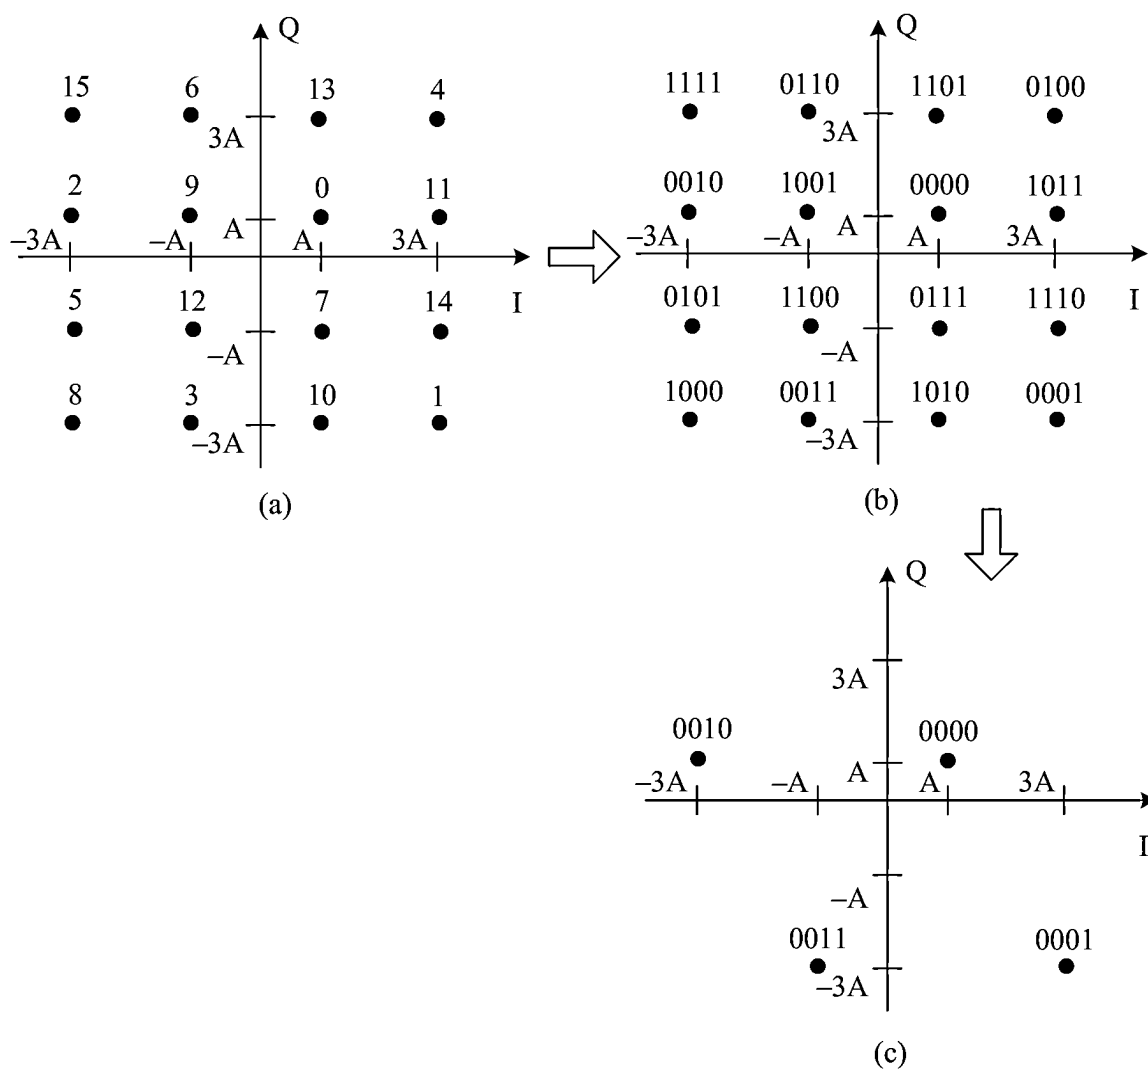 Q
15 6 13 4
3A
2 9 0 11
–3A –A A A 3A
I
5 12 7 14
–A
8 3 10 1
–3A
(a)
Q
1111 0110 1101 0100
3A
0010 1001 0000 1011
–3A –A A A 3A
I
0101 1100 0111 1110
–A
1000 0011 1010 0001
–3A
(b)
Q
3A
0010 0000
–3A –A A A 3A
I
–A
0011 0001
–3A
(c)